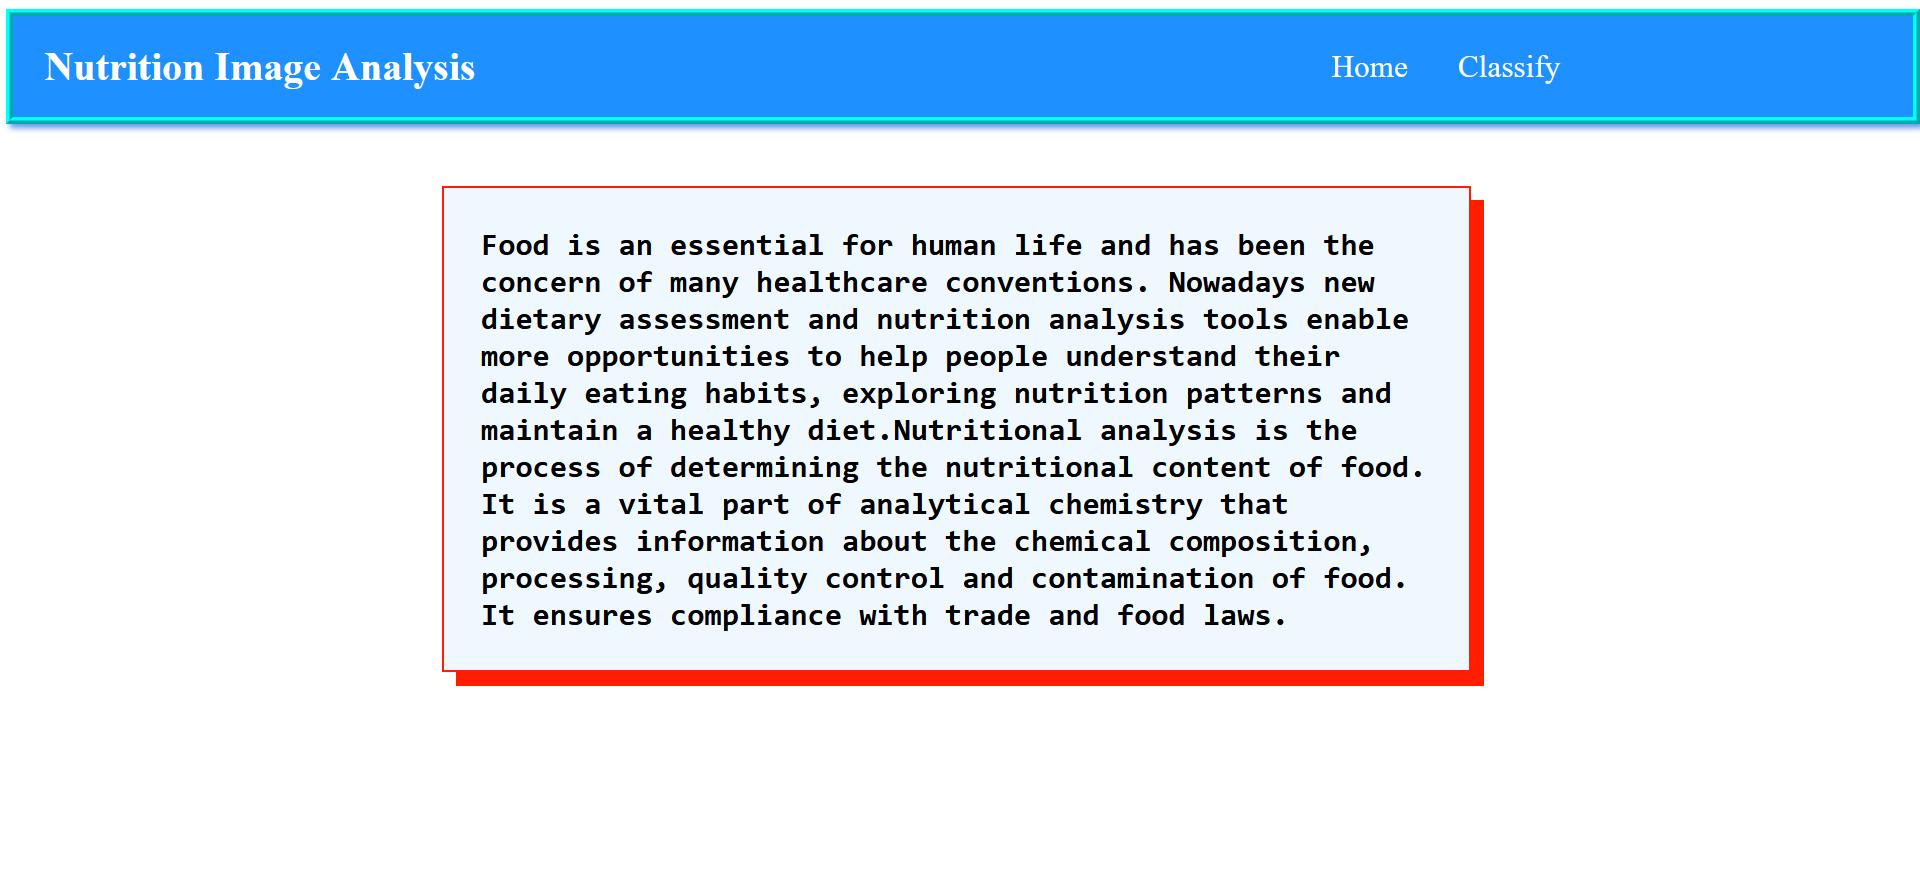 Nutrition Image Analysis
Home Classify
Food is an essential for human life and has been the
concern of many healthcare conventions. Nowadays new
dietary assessment and nutrition analysis tools enable
more opportunities to help people understand their
daily eating habits, exploring nutrition patterns and
maintain a healthy diet.Nutritional analysis is the
process of determining the nutritional content of food.
It is a vital part of analytical chemistry that
provides information about the chemical composition,
processing, quality control and contamination of food.
It ensures compliance with trade and food laws.